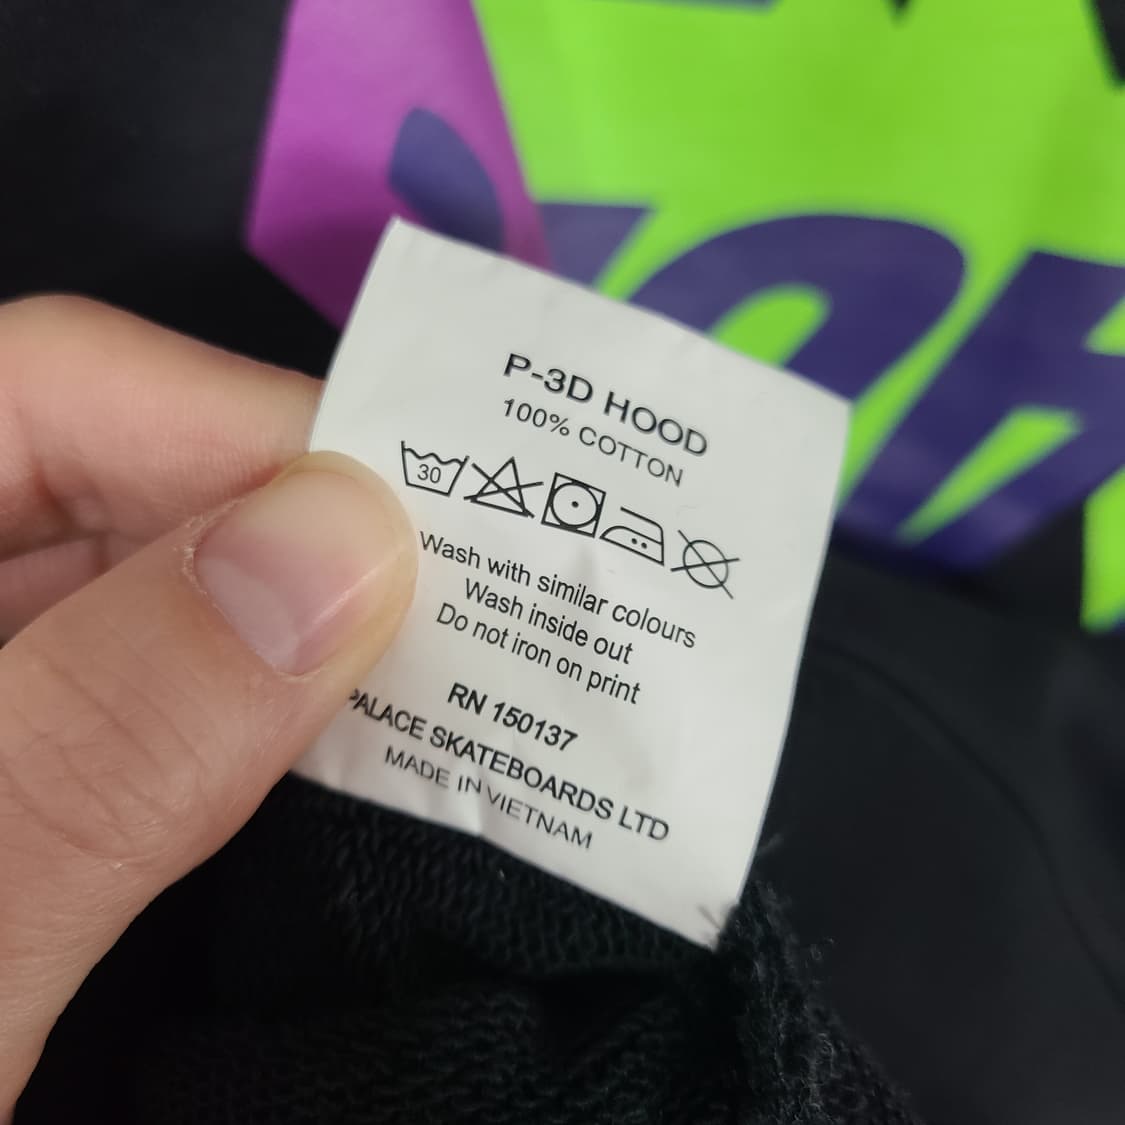 P-3D HOOD
100% COTTON
30
Wash with similar colours
Wash inside out
Do not iron on print
RN 150137
PALACE SKATEBOARDS LTD
MADE IN VIETNAM